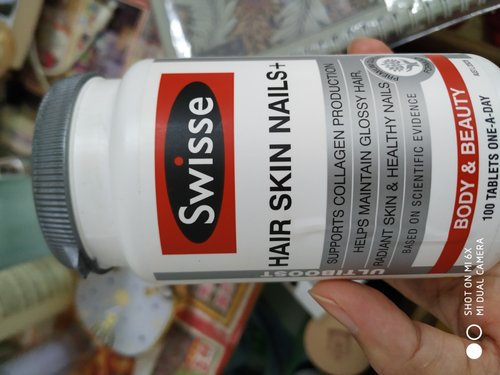 Swisse
ULTIBOOST
HAIR SKIN NAILS+
SUPPORTS COLLAGEN PRODUCTION
HELPS MAINTAIN GLOSSY HAIR,
RADIANT SKIN & HEALTHY NAILS
BASED ON SCIENTIFIC EVIDENCE
BODY & BEAUTY
100 TABLETS ONE-A-DAY
SHOT ON MI 6X
MI DUAL CAMERA